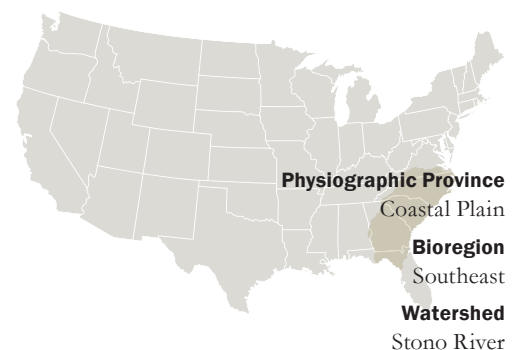 Physiographic Province
Coastal Plain
Bioregion
Southeast
Watershed
Stono River